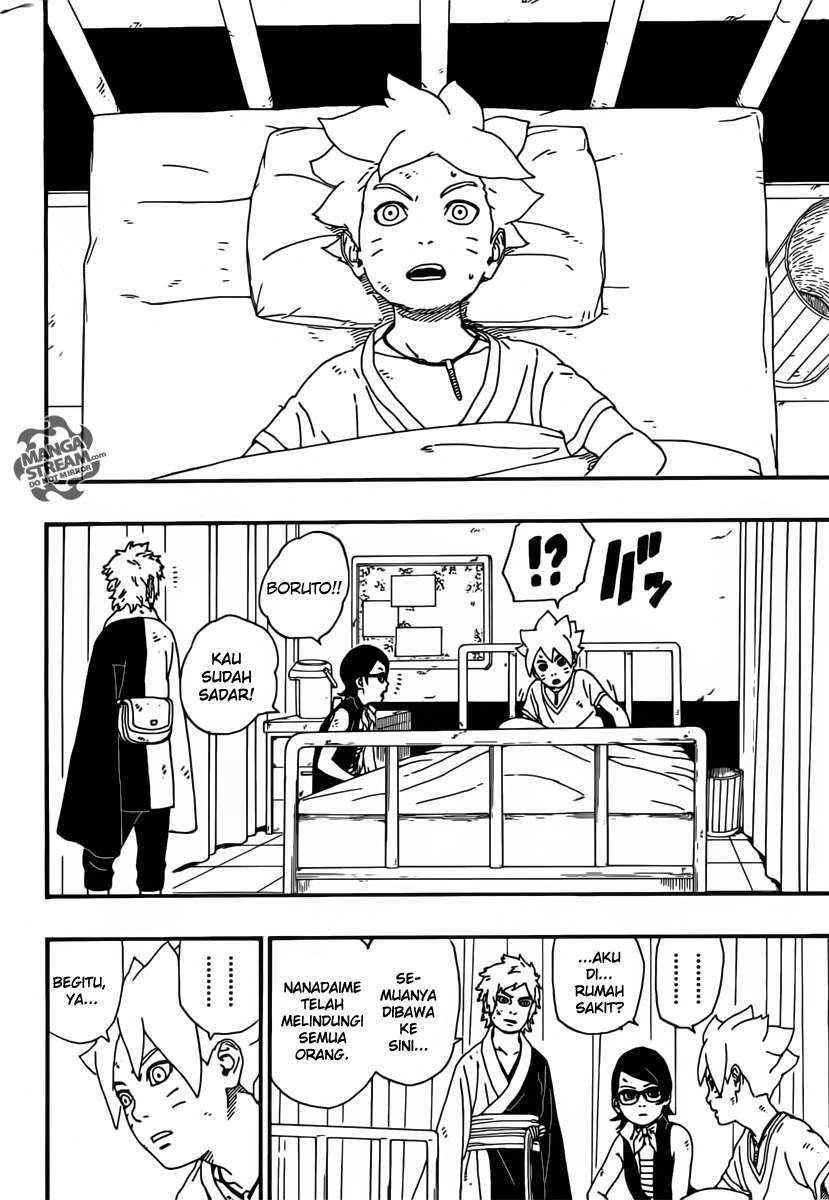 MANGA
STREAM.com
DO NOT MIRROR
!?
バッ
BORUTO!!
KAU
SUDAH
SADAR!
........
...AKU
DI...
RUMAH
SAKIT?
SE-
MUANYA
DIBAWA
KE
SINI...
NANADAIME
TELAH
MELINDUNGI
SEMUA
ORANG.
........
BEGITU,
YA...